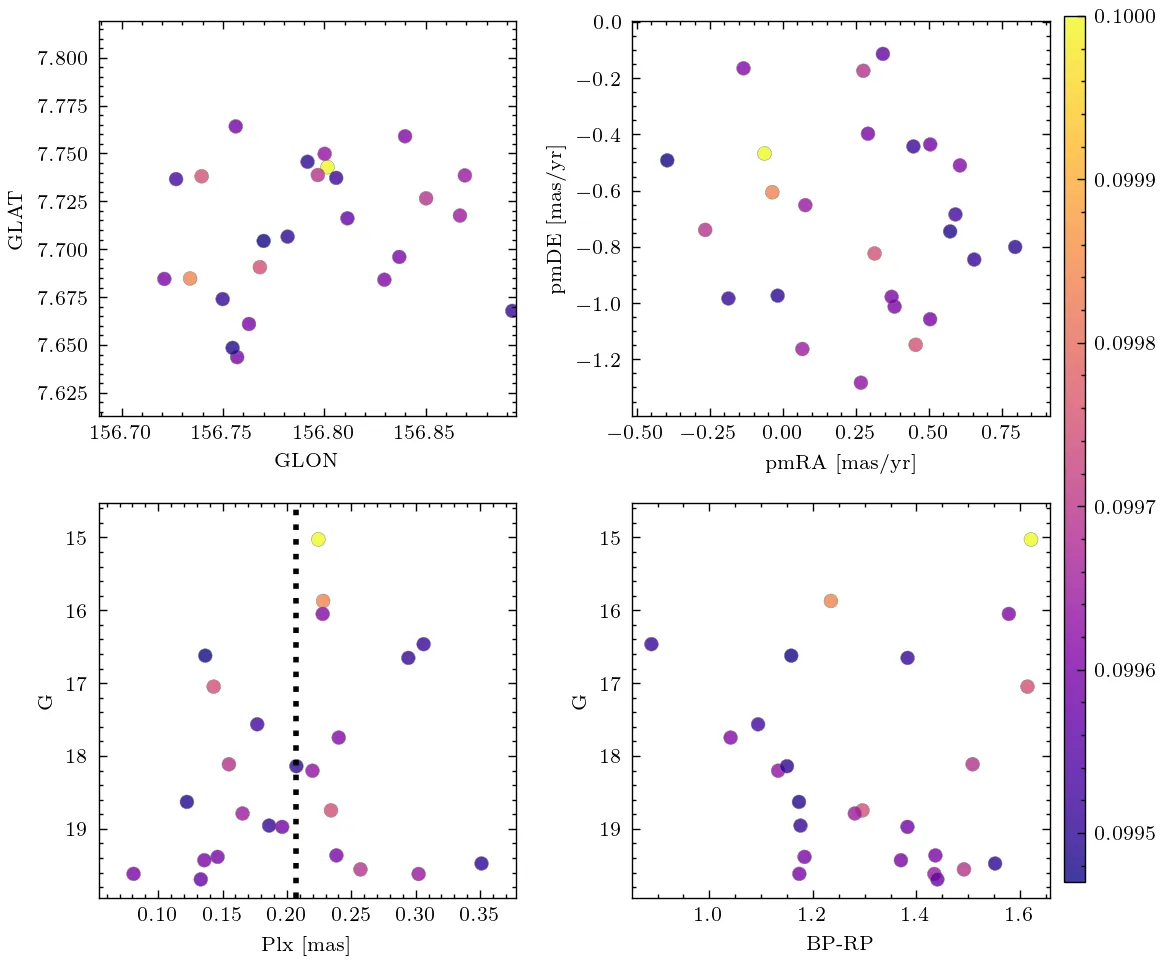 7.800
7.775
7.750
7.725
7.700
7.675
7.650
7.625
GLAT
156.70 156.75 156.80 156.85
GLON
0.0
−0.2
−0.4
−0.6
−0.8
−1.0
−1.2
pmDE [mas/yr]
−0.50 −0.25 0.00 0.25 0.50 0.75
pmRA [mas/yr]
0.1000
0.0999
0.0998
0.0997
0.0996
0.0995
15
16
17
18
19
G
0.10 0.15 0.20 0.25 0.30 0.35
Plx [mas]
15
16
17
18
19
G
1.0 1.2 1.4 1.6
BP-RP